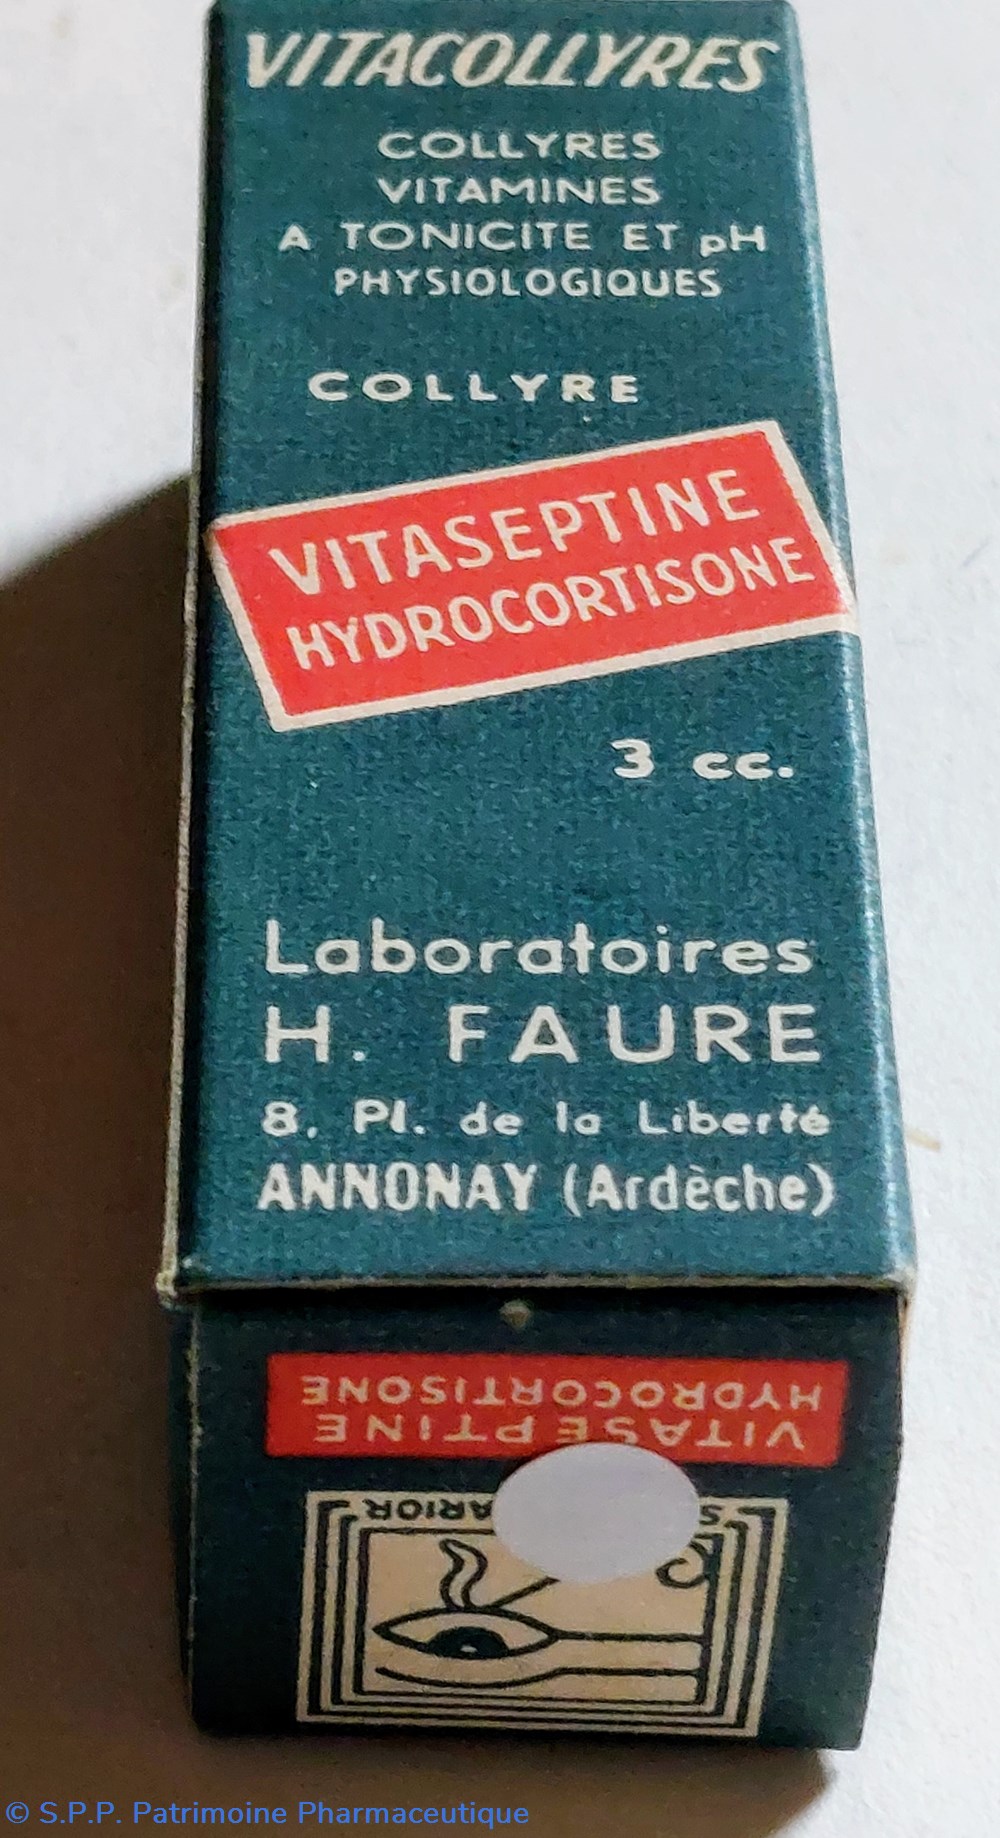 VITACOLLYRES
COLLYRES
VITAMINES
A TONICITE ET pH
PHYSIOLOGIQUES
COLLYRE
VITASEPTINE
HYDROCORTISONE
3 cc.
Laboratoires
H. FAURE
8, Pl. de la Liberté
ANNONAY (Ardèche)
VITASEPTINE
HYDROCORTISONE
© S.P.P. Patrimoine Pharmaceutique